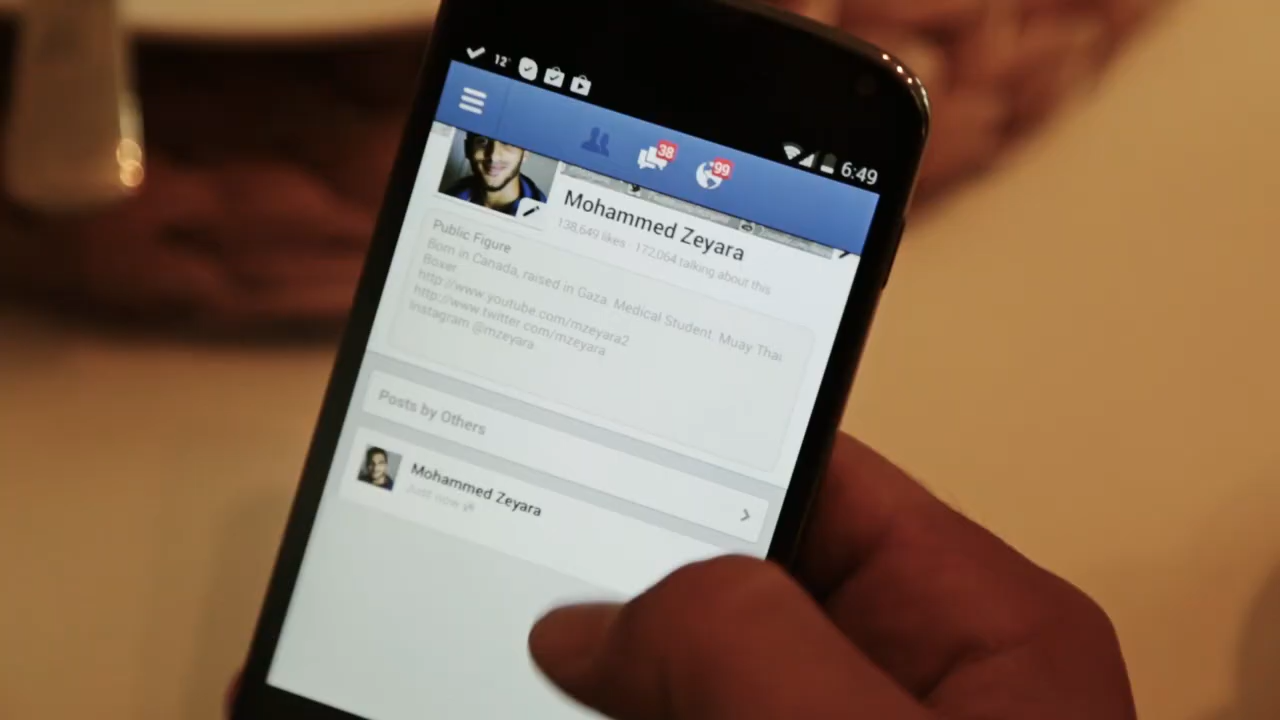 12°
6:49
38
99
Mohammed Zeyara
138,649 likes · 172,064 talking about this
Public Figure
Born in Canada, raised in Gaza. Medical Student. Muay Thai
Boxer
http://www.youtube.com/mzeyara2
http://www.twitter.com/mzeyara
Instagram @mzeyara
Posts by Others
Mohammed Zeyara
Just now